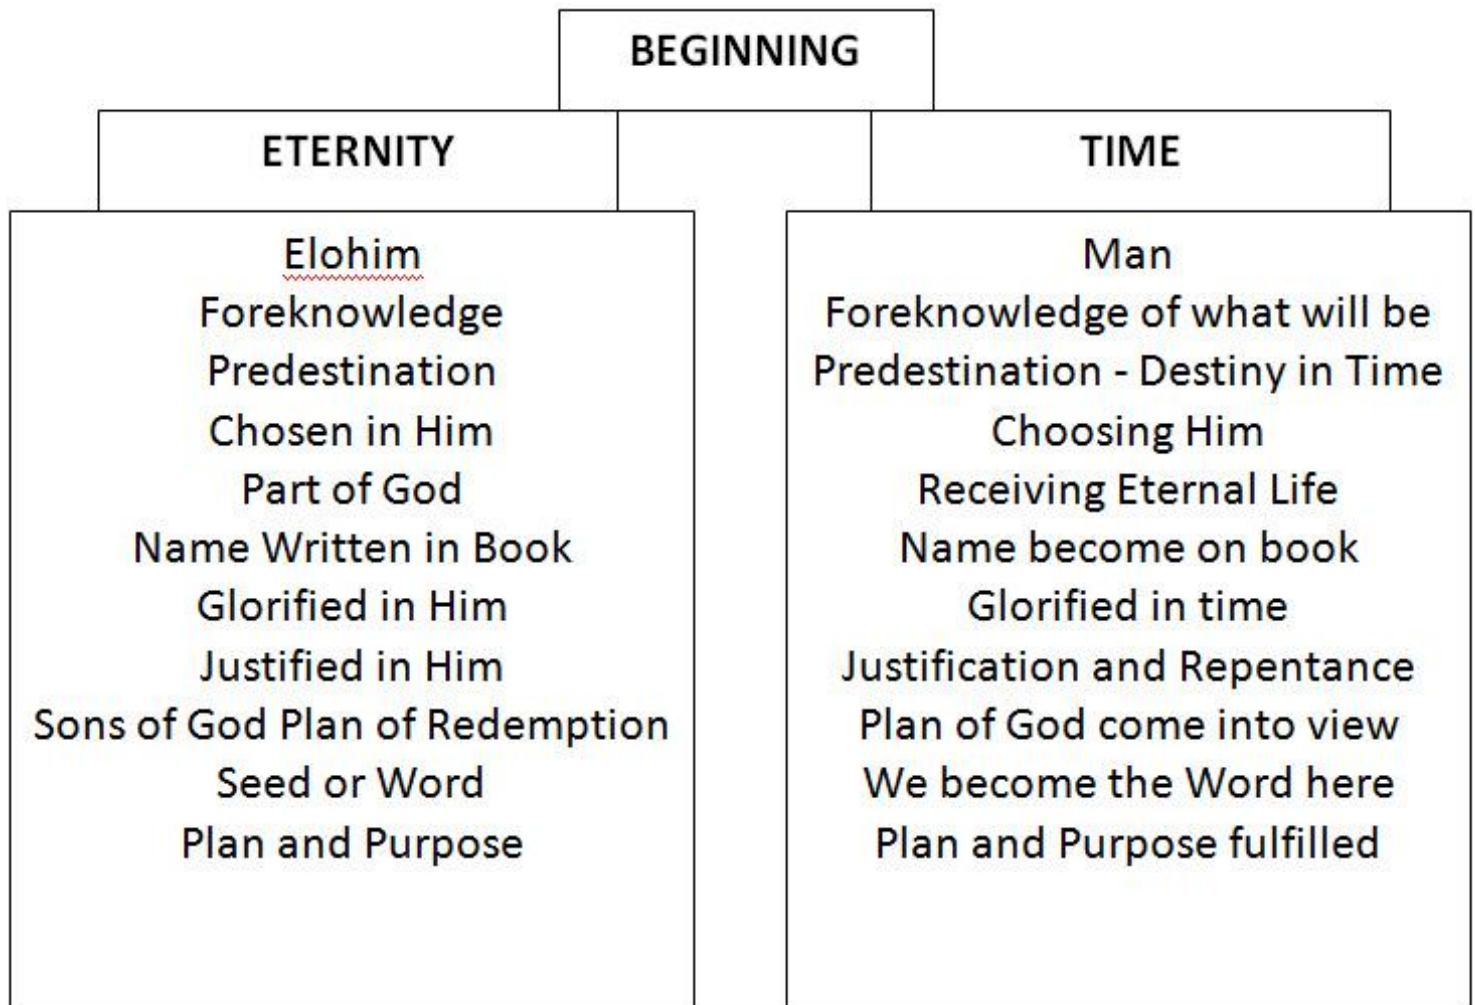 BEGINNING
ETERNITY
Elohim
Foreknowledge
Predestination
Chosen in Him
Part of God
Name Written in Book
Glorified in Him
Justified in Him
Sons of God Plan of Redemption
Seed or Word
Plan and Purpose
TIME
Man
Foreknowledge of what will be
Predestination - Destiny in Time
Choosing Him
Receiving Eternal Life
Name become on book
Glorified in time
Justification and Repentance
Plan of God come into view
We become the Word here
Plan and Purpose fulfilled